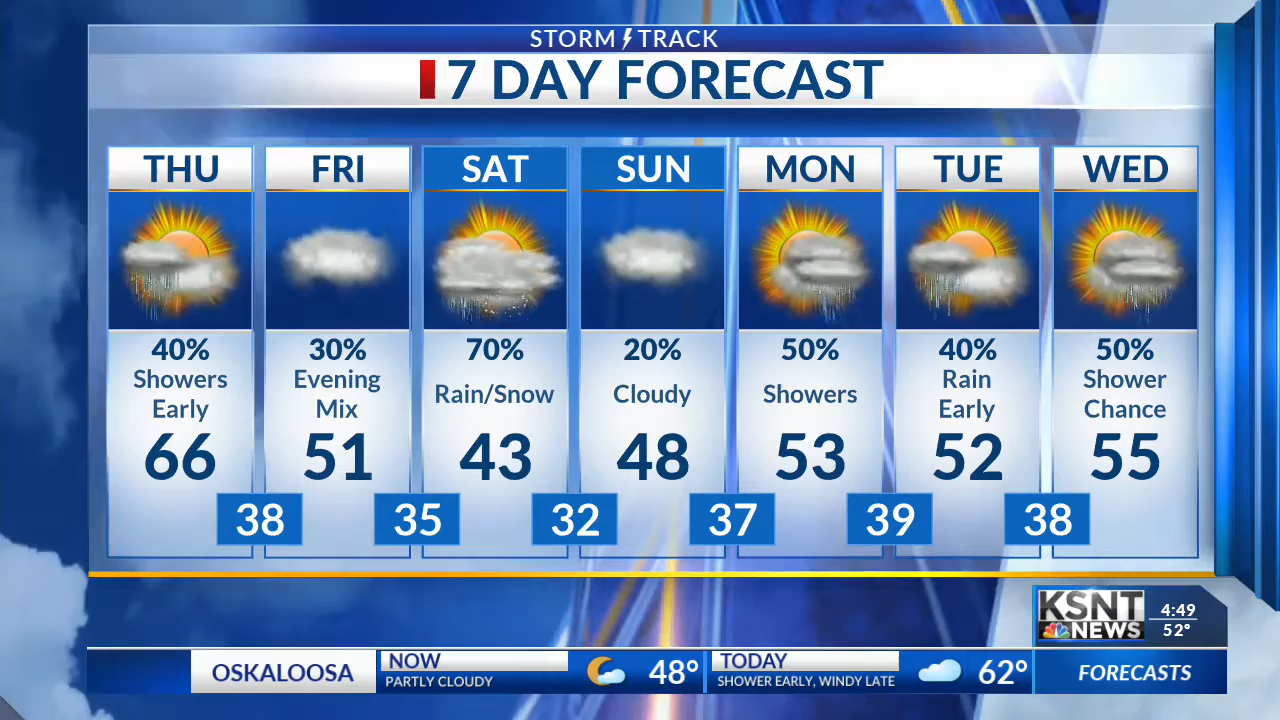 STORM TRACK
7 DAY FORECAST
THU FRI SAT SUN MON TUE WED
40% 30% 70% 20% 50% 40% 50%
Showers Early
Evening Mix
Rain/Snow
Cloudy
Showers
Rain Early
Shower Chance
66 51 43 48 53 52 55
38 35 32 37 39 38
KSNT
NEWS
4:49
52°
OSKALOOSA
NOW
PARTLY CLOUDY
48°
TODAY
SHOWER EARLY, WINDY LATE
62°
FORECASTS